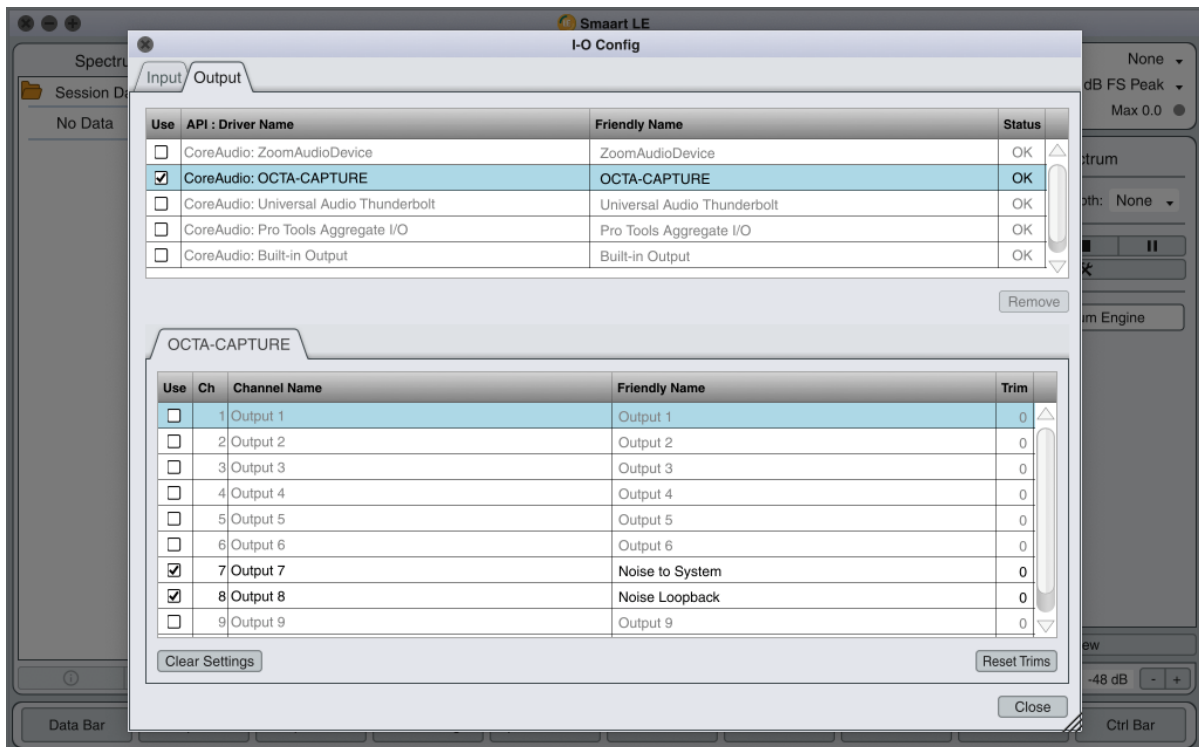 Smaart LE
I-O Config
Spectru
None
Input Output
Session Da
dB FS Peak
No Data
Max 0.0
Use API : Driver Name Friendly Name Status
CoreAudio: ZoomAudioDevice ZoomAudioDevice OK
CoreAudio: OCTA-CAPTURE OCTA-CAPTURE OK
CoreAudio: Universal Audio Thunderbolt Universal Audio Thunderbolt OK
CoreAudio: Pro Tools Aggregate I/O Pro Tools Aggregate I/O OK
CoreAudio: Built-in Output Built-in Output OK
ctrum
pth: None
Remove
um Engine
OCTA-CAPTURE
Use Ch Channel Name Friendly Name Trim
1 Output 1 Output 1 0
2 Output 2 Output 2 0
3 Output 3 Output 3 0
4 Output 4 Output 4 0
5 Output 5 Output 5 0
6 Output 6 Output 6 0
7 Output 7 Noise to System 0
8 Output 8 Noise Loopback 0
9 Output 9 Output 9 0
ew
Clear Settings Reset Trims
-48 dB - +
Close
Data Bar Ctrl Bar